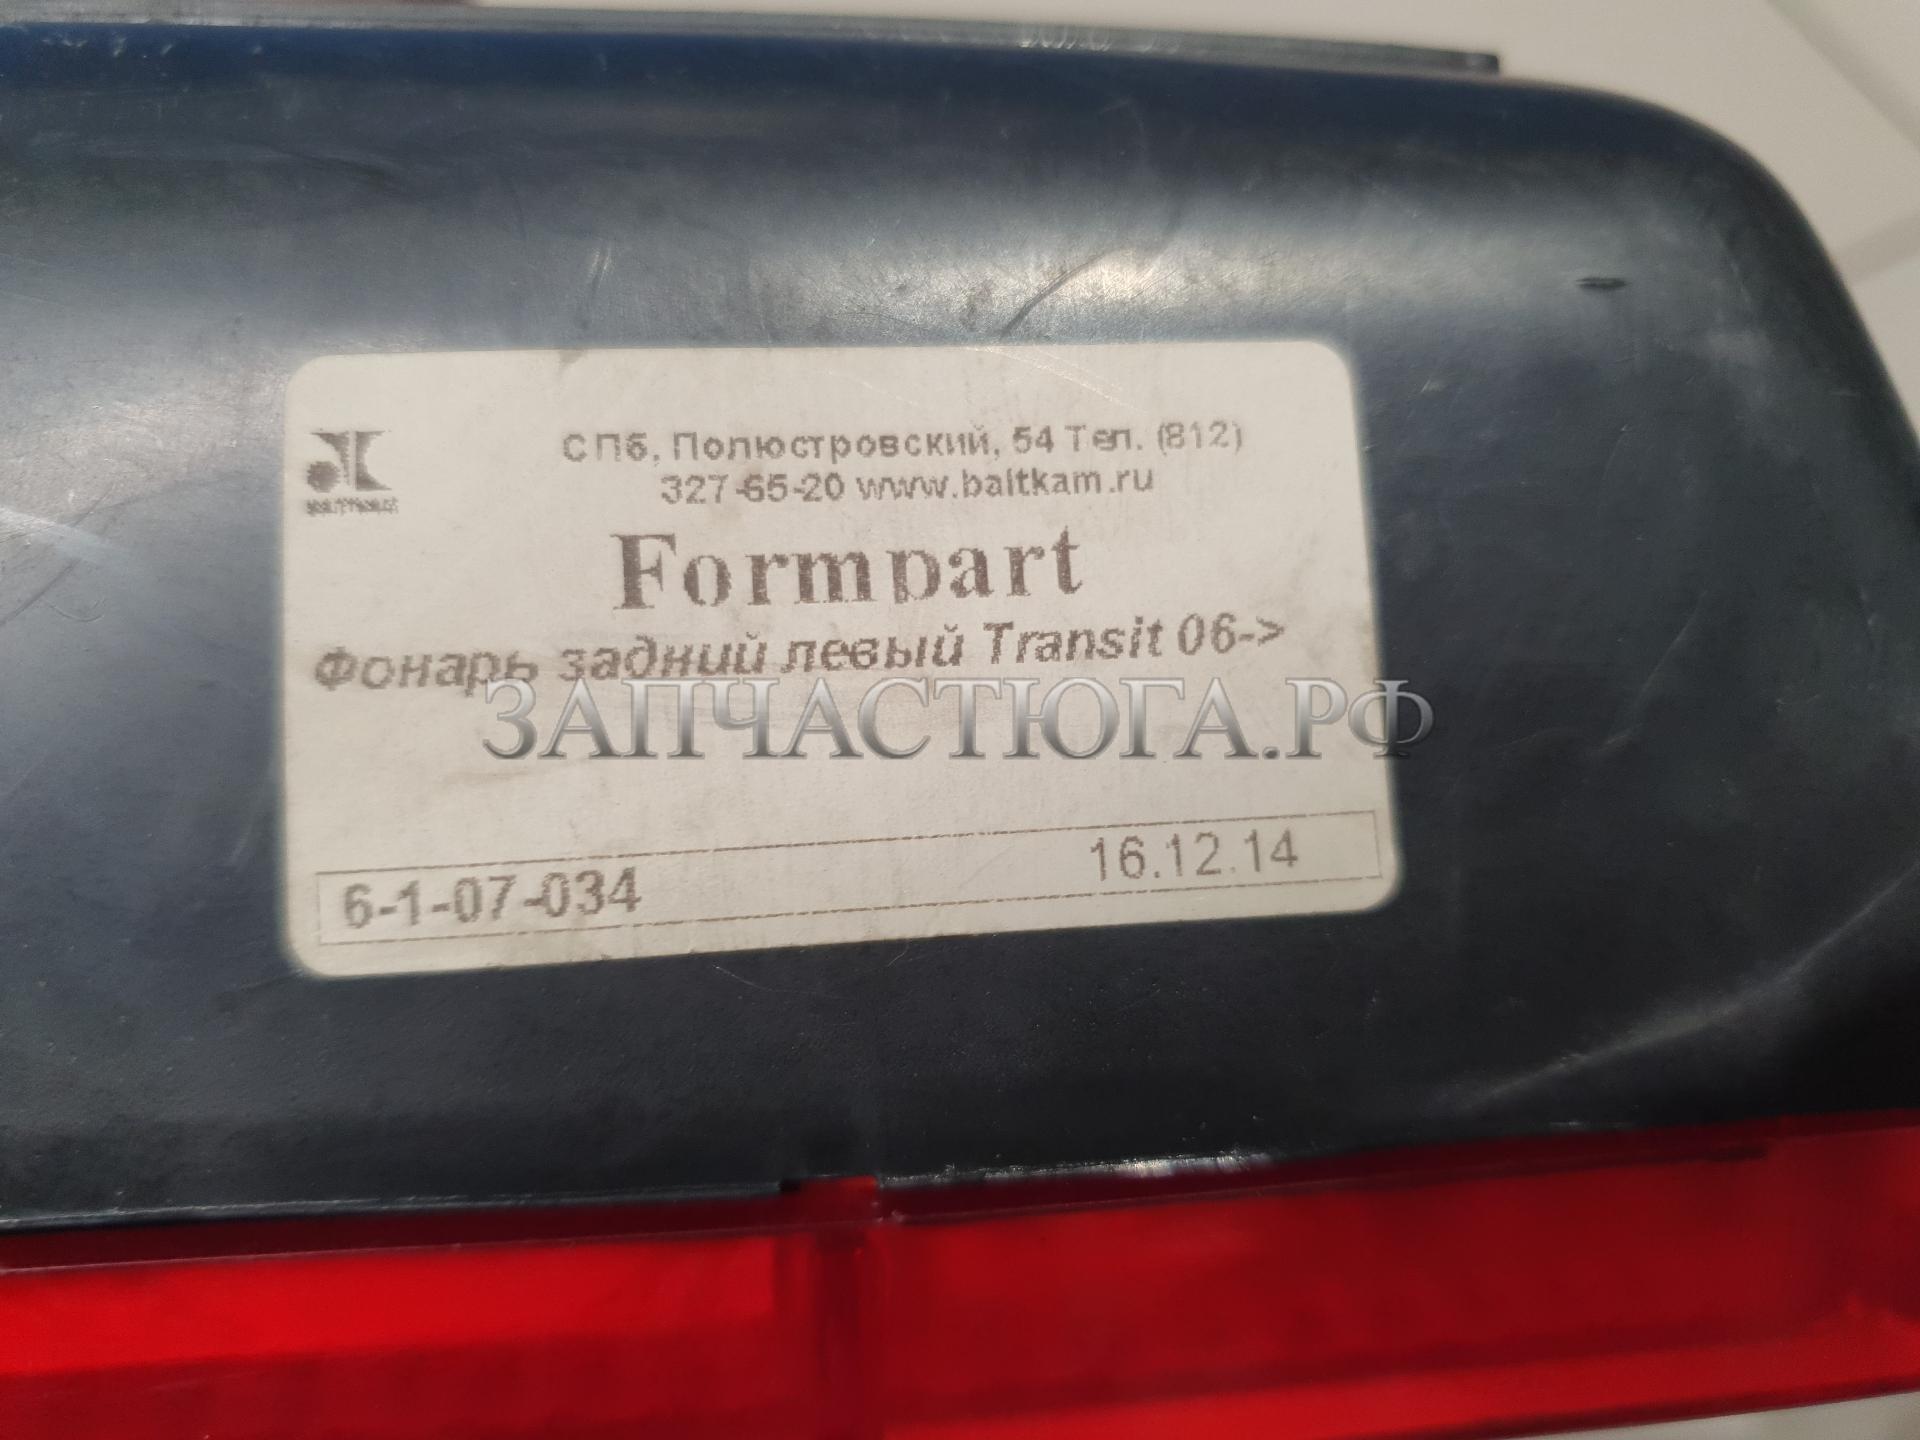 СПб, Полюстровский, 54 Тел. (812)
327-65-20 www.baltkam.ru
Formpart
Фонарь задний левый Transit 06->
ЗАПЧАСТЮГА.РФ
6-1-07-034
16.12.14